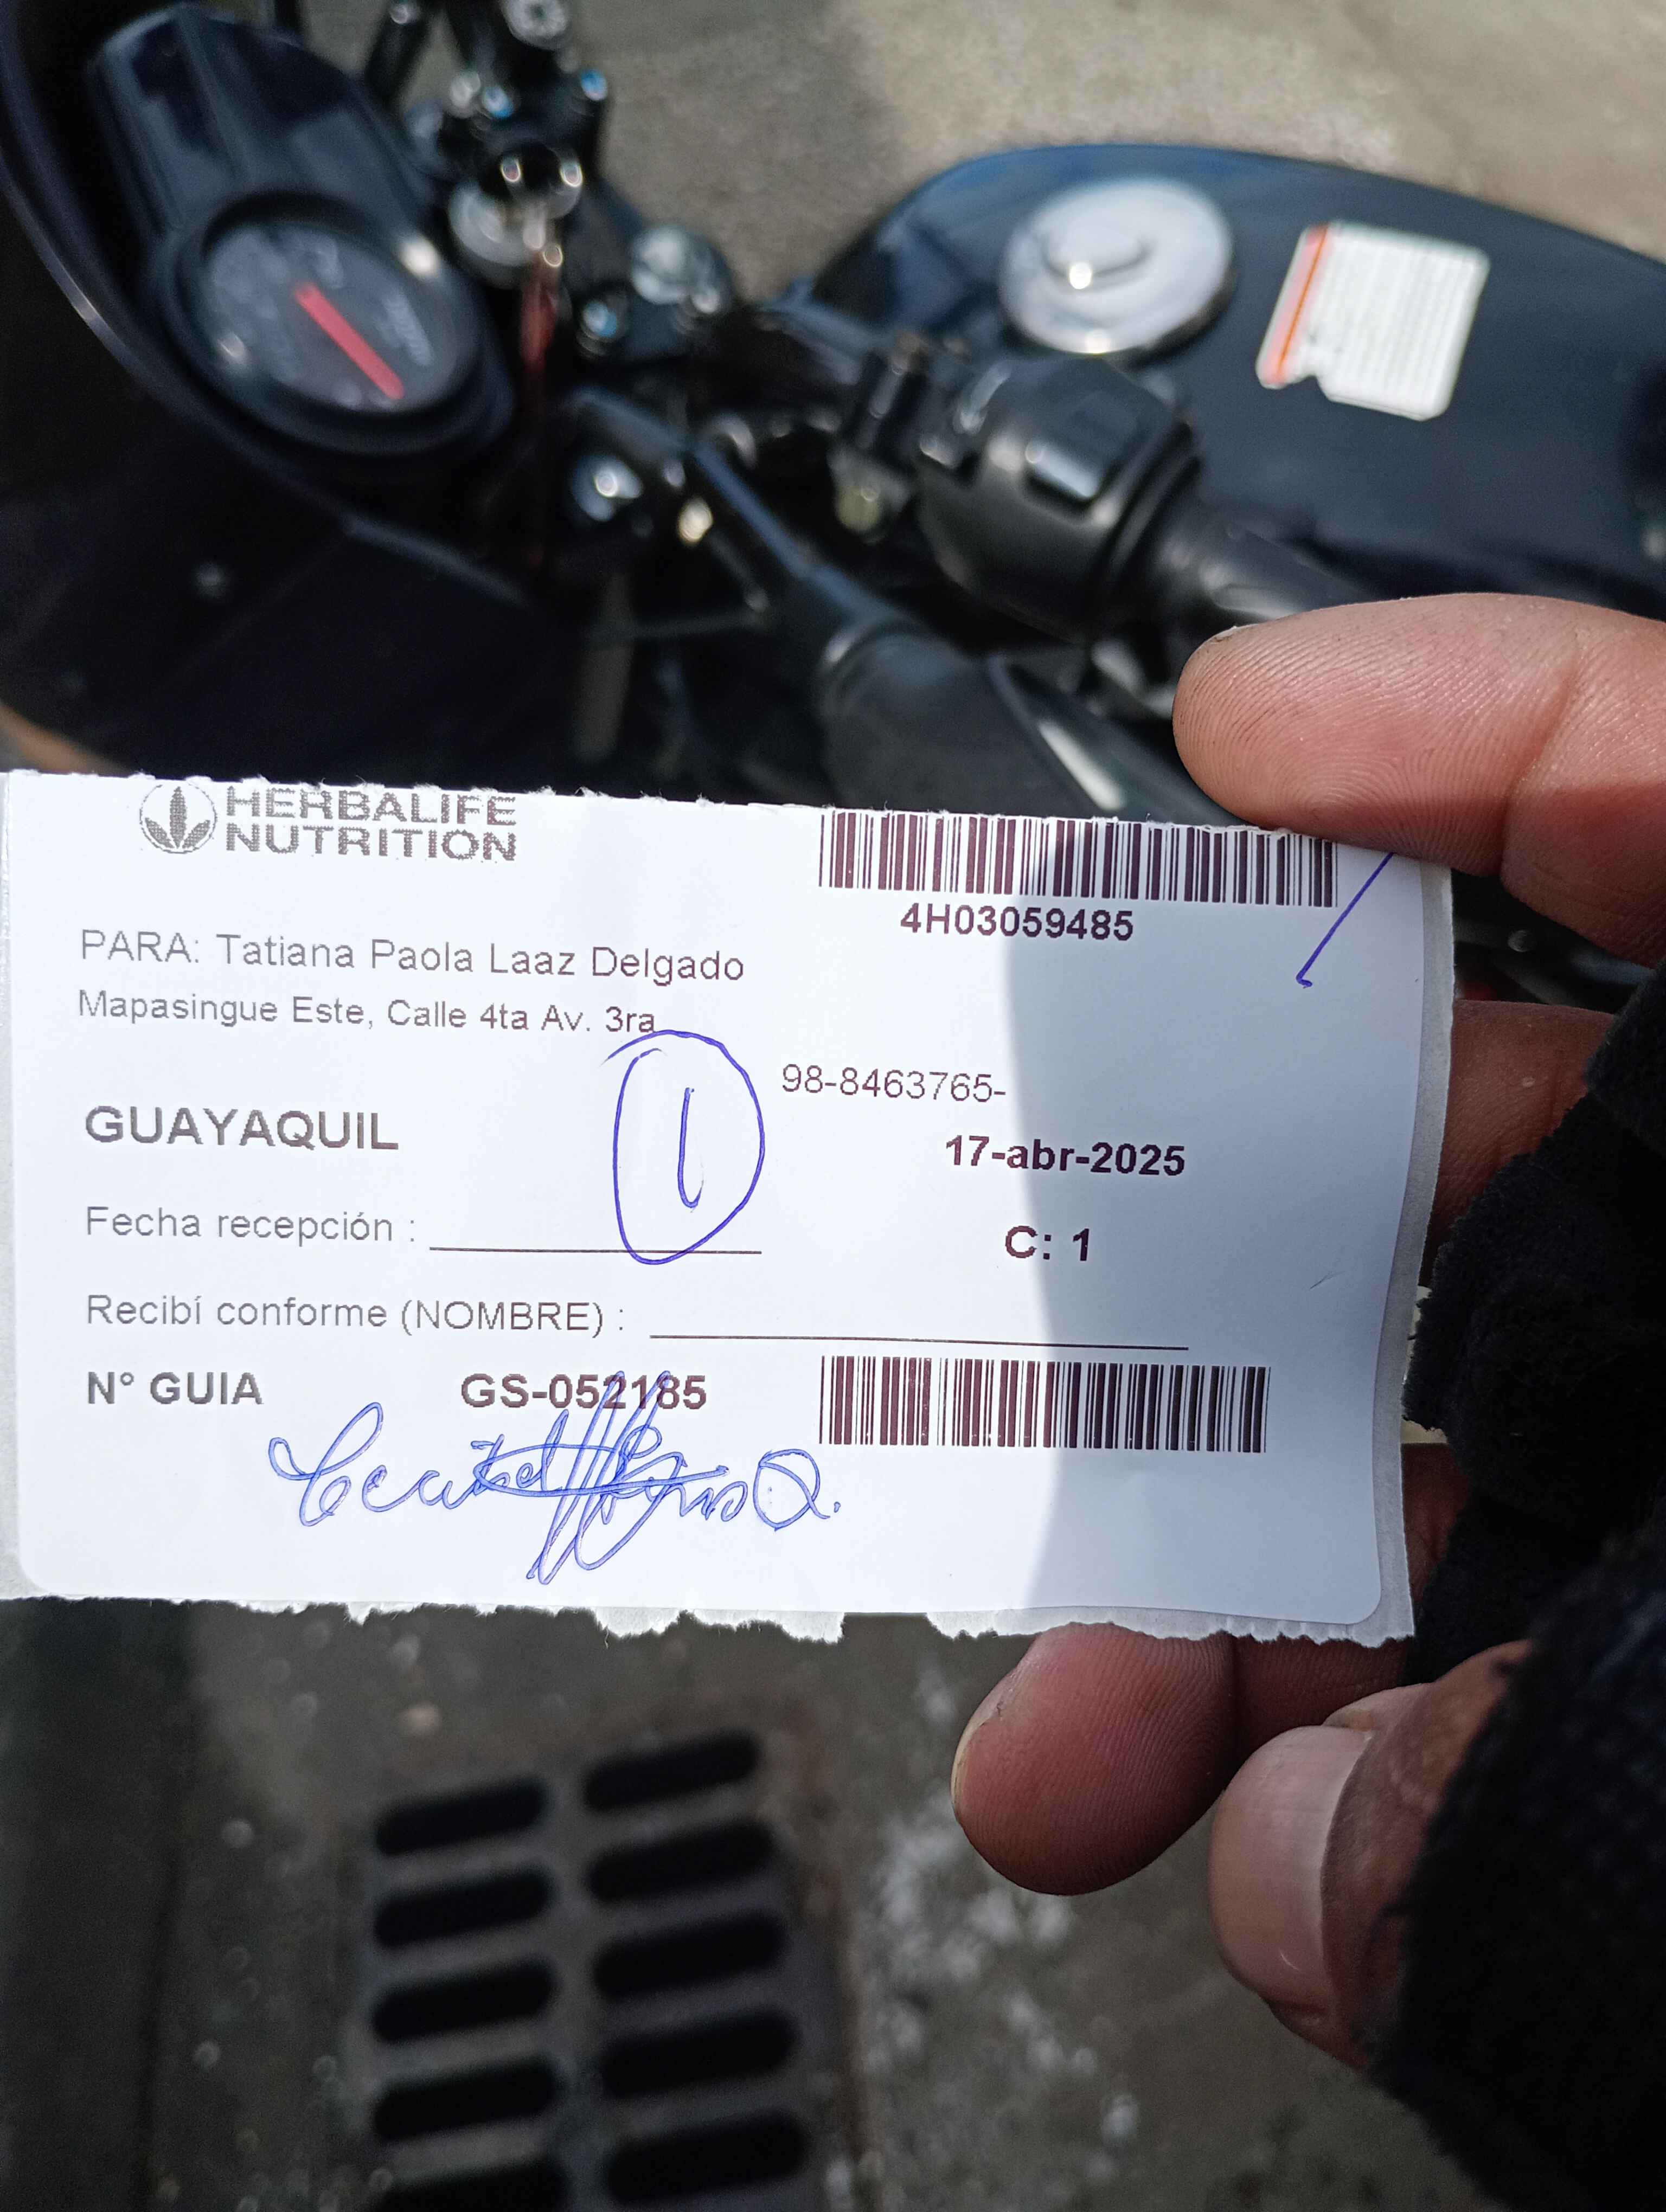 HERBALIFE
NUTRITION
4H03059485
PARA: Tatiana Paola Laaz Delgado
Mapasingue Este, Calle 4ta Av. 3ra
98-8463765-
GUAYAQUIL
1
17-abr-2025
Fecha recepción :
C: 1
Recibí conforme (NOMBRE) :
N° GUIA GS-052185